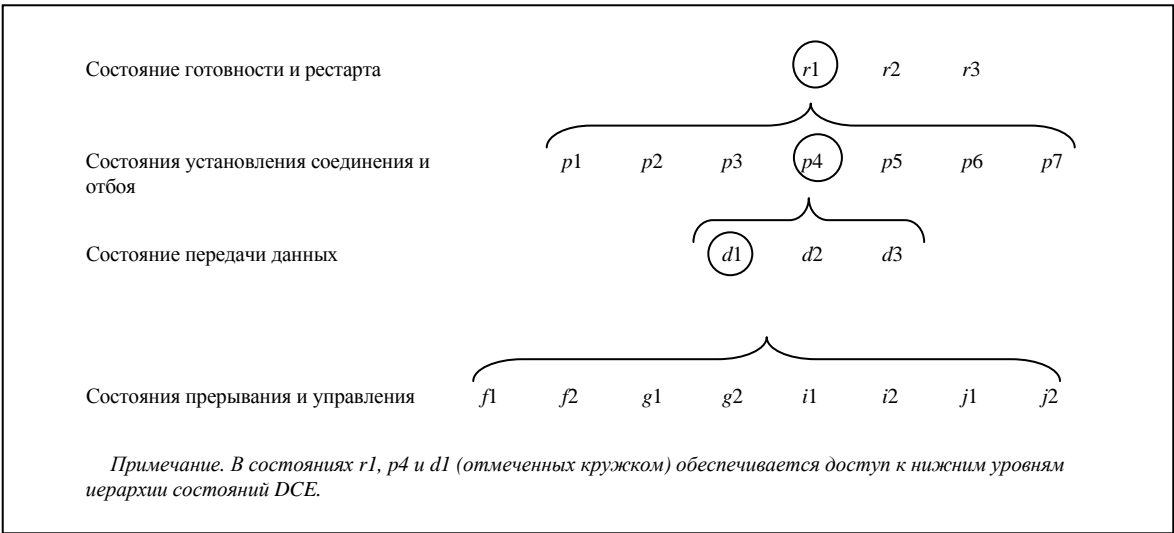 Состояние готовности и рестарта r1 r2 r3
Состояния установления соединения и p1 p2 p3 p4 p5 p6 p7
отбоя
Состояние передачи данных d1 d2 d3
Состояния прерывания и управления f1 f2 g1 g2 i1 i2 j1 j2
Примечание. В состояниях r1, p4 и d1 (отмеченных кружком) обеспечивается доступ к нижним уровням
иерархии состояний DCE.